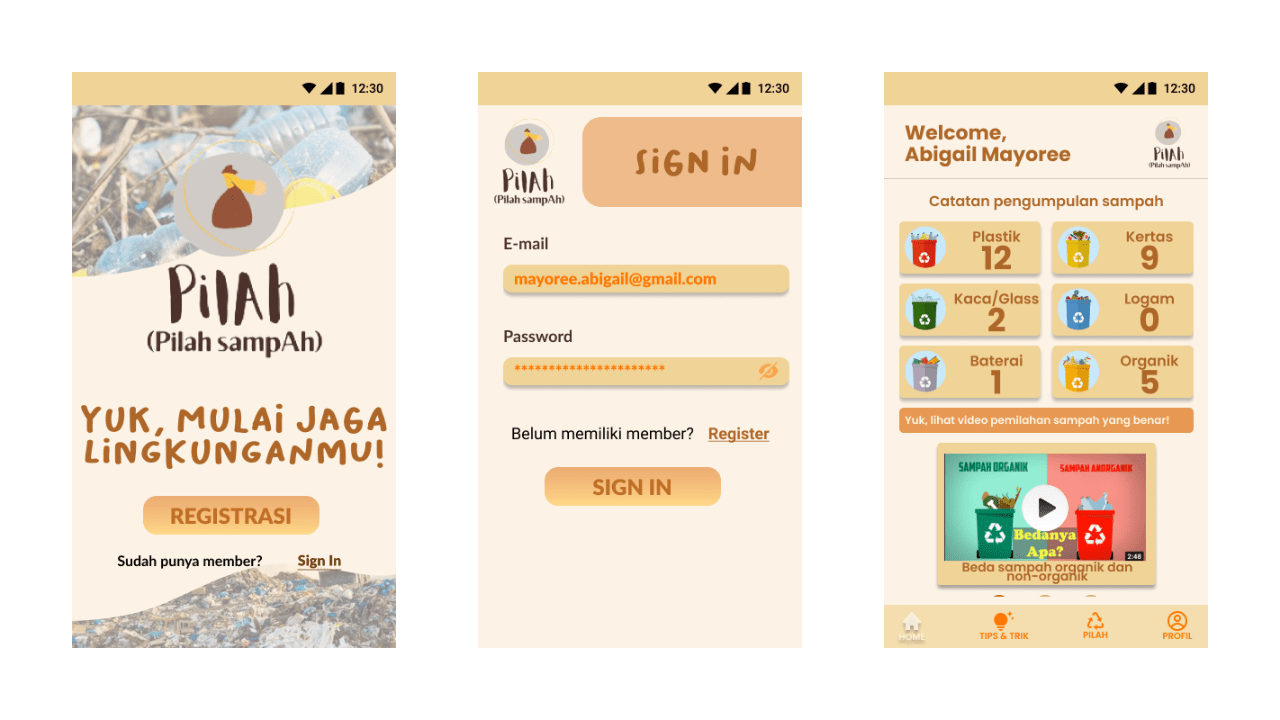 12:30
PilAh
(Pilah sampAh)
YUK, MULAI JAGA
LINGKUNGANMU!
REGISTRASI
Sudah punya member? Sign In
12:30
PilAh
(Pilah sampAh)
SIGN IN
E-mail
mayoree.abigail@gmail.com
Password
**********************
Belum memiliki member? Register
SIGN IN
12:30
Welcome,
Abigail Mayoree
PilAh
(Pilah sampAh)
Catatan pengumpulan sampah
Plastik
12
Kertas
9
Kaca/Glass
2
Logam
0
Baterai
1
Organik
5
Yuk, lihat video pemilahan sampah yang benar!
SAMPAH ORGANIK
SAMPAH ANORGANIK
Bedanya
Apa?
2:48
Beda sampah organik dan
non-organik
HOME
TIPS & TRIK
PILAH
PROFIL